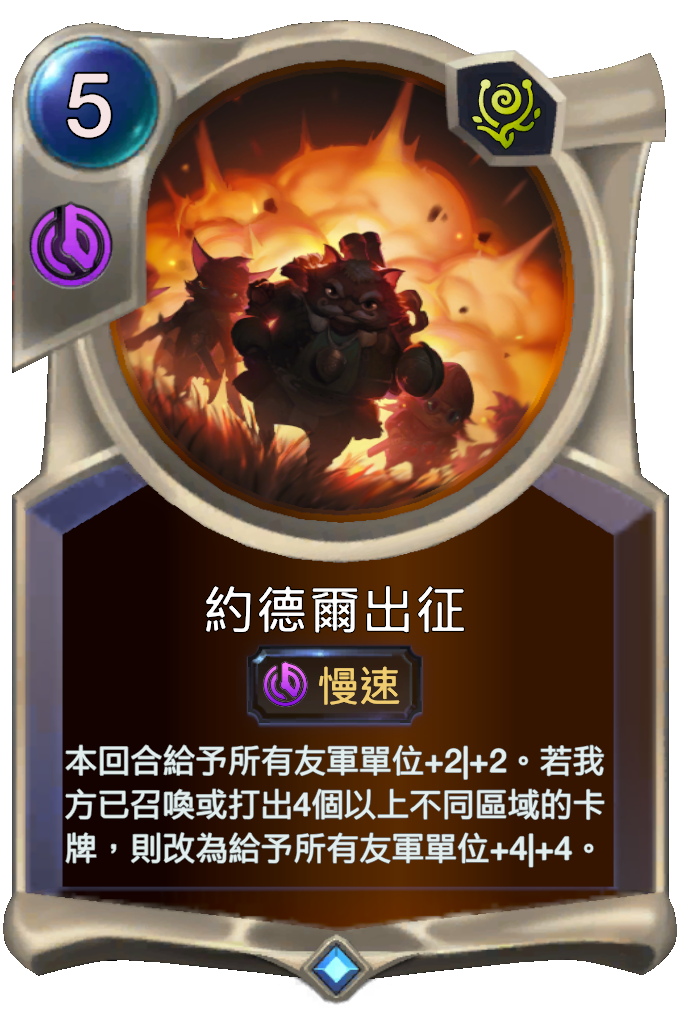 5
約德爾出征
慢速
本回合給予所有友軍單位+2|+2。若我
方已召喚或打出4個以上不同區域的卡
牌，則改為給予所有友軍單位+4|+4。